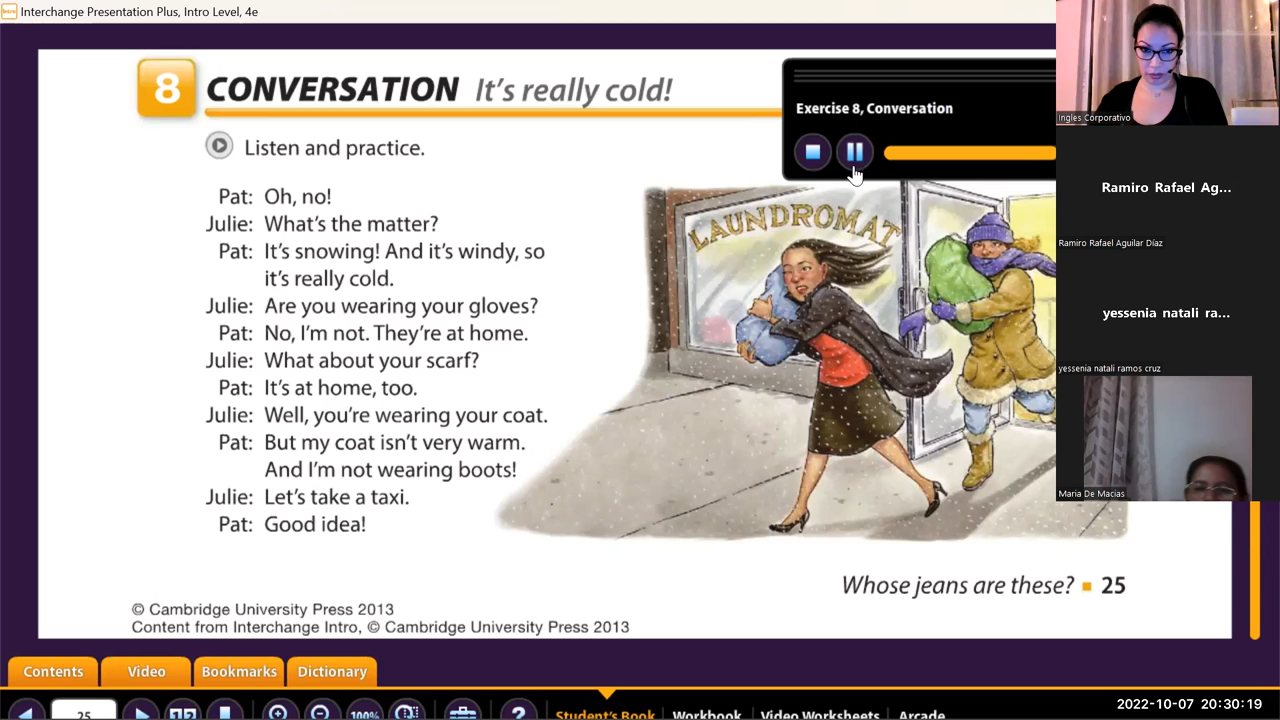 Interchange Presentation Plus, Intro Level, 4e
8 CONVERSATION It's really cold!
Exercise 8, Conversation
Listen and practice.
Pat: Oh, no!
Julie: What's the matter?
Pat: It's snowing! And it's windy, so
it's really cold.
Julie: Are you wearing your gloves?
Pat: No, I'm not. They're at home.
Julie: What about your scarf?
Pat: It's at home, too.
Julie: Well, you're wearing your coat.
Pat: But my coat isn't very warm.
And I'm not wearing boots!
Julie: Let's take a taxi.
Pat: Good idea!
LAUNDROMAT
Whose jeans are these? 25
© Cambridge University Press 2013
Content from Interchange Intro, © Cambridge University Press 2013
Ingles Corporativo
Ramiro Rafael Ag...
Ramiro Rafael Aguilar Díaz
yessenia natali ra...
yessenia natali ramos cruz
Maria De Macias
Contents Video Bookmarks Dictionary
25 100% ? Student's Book Workbook Video Worksheets Arcade
2022-10-07 20:30:19